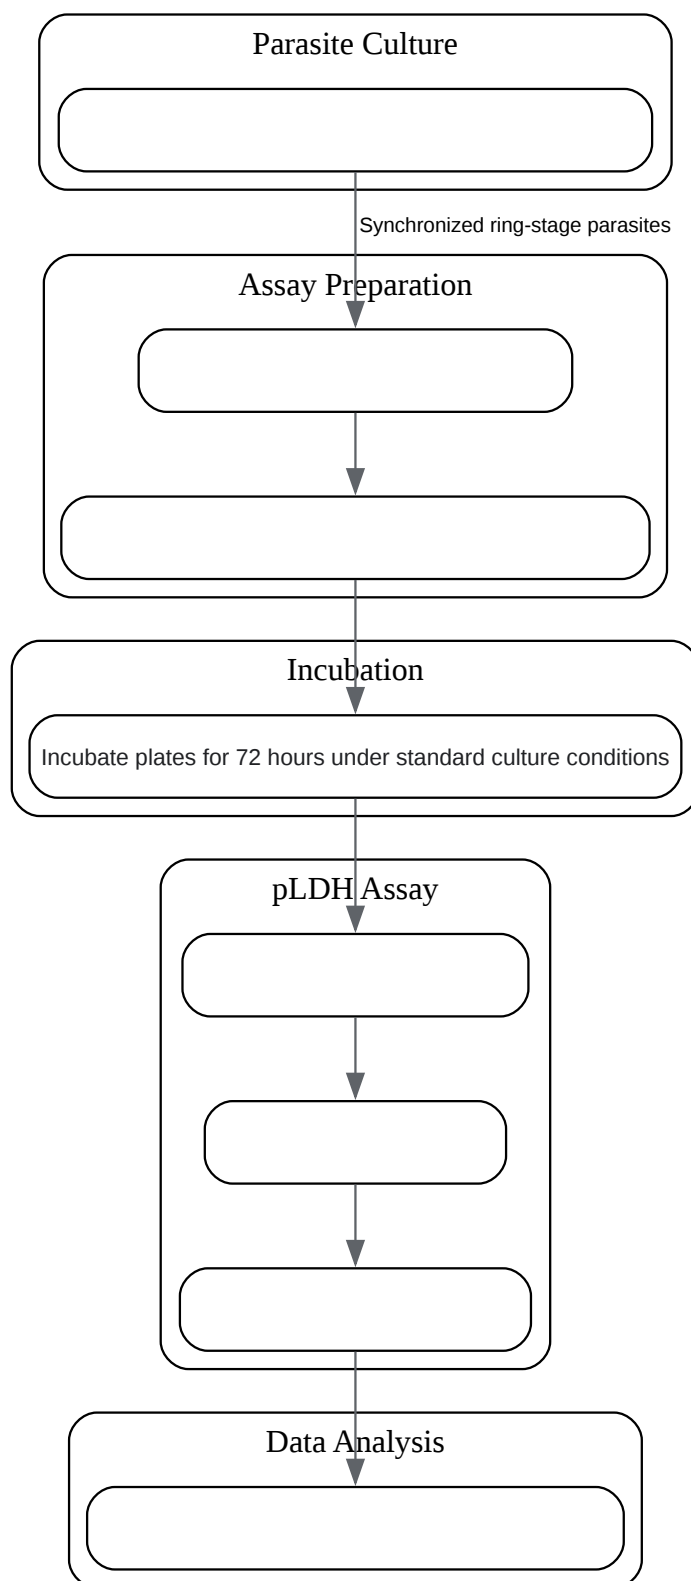 Parasite Culture
Synchronized ring-stage parasites
Assay Preparation
Incubation
Incubate plates for 72 hours under standard culture conditions
pLDH Assay
Data Analysis